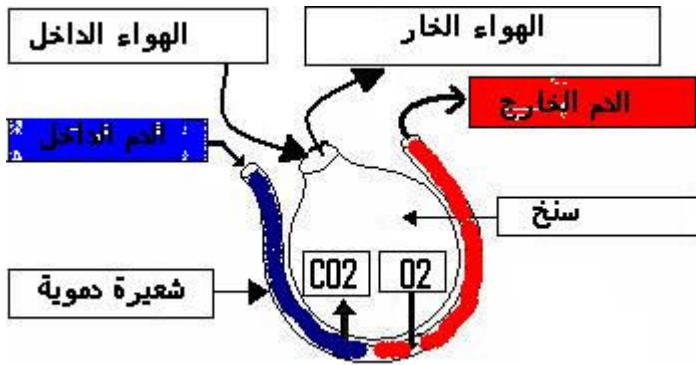 الهواء الخار
الهواء الداخل
الدم الخارج
الدم الداخل
سنخ
CO2
O2
شعيرة دموية